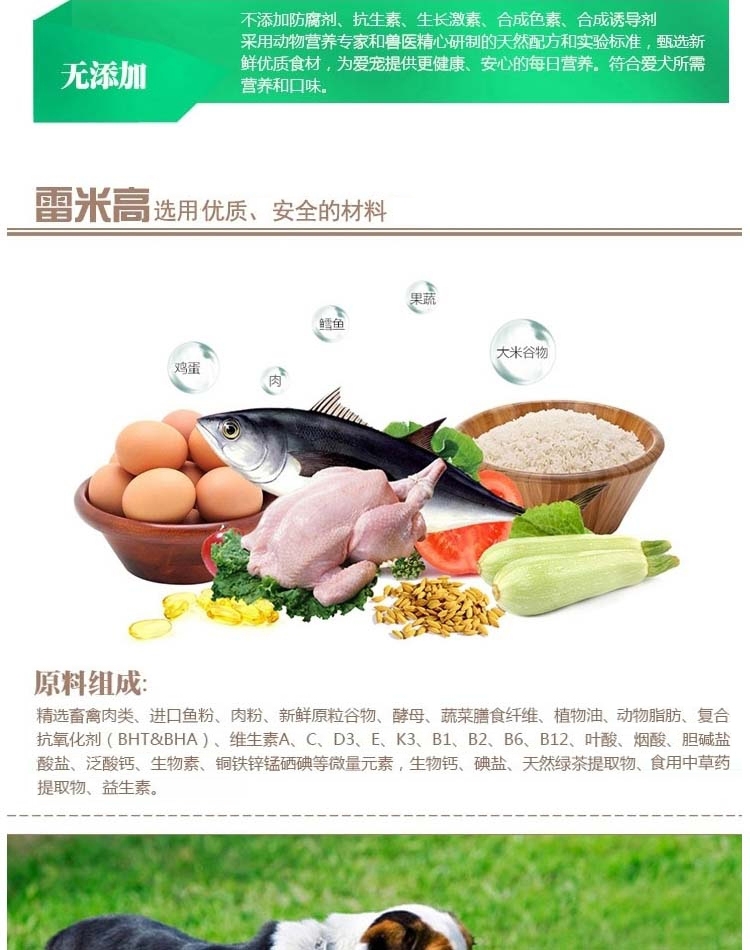 不添加防腐剂、抗生素、生长激素、合成色素、合成诱导剂
采用动物营养专家和兽医精心研制的天然配方和实验标准，甄选新
鲜优质食材，为爱宠提供更健康、安心的每日营养。符合爱犬所需
营养和口味。
无添加
雷米高选用优质、安全的材料
果蔬
鳕鱼
大米谷物
鸡蛋
肉
原料组成:
精选畜禽肉类、进口鱼粉、肉粉、新鲜原粒谷物、酵母、蔬菜膳食纤维、植物油、动物脂肪、复合
抗氧化剂（BHT&BHA）、维生素A、C、D3、E、K3、B1、B2、B6、B12、叶酸、烟酸、胆碱盐
酸盐、泛酸钙、生物素、铜铁锌锰硒碘等微量元素，生物钙、碘盐、天然绿茶提取物、食用中草药
提取物、益生素。